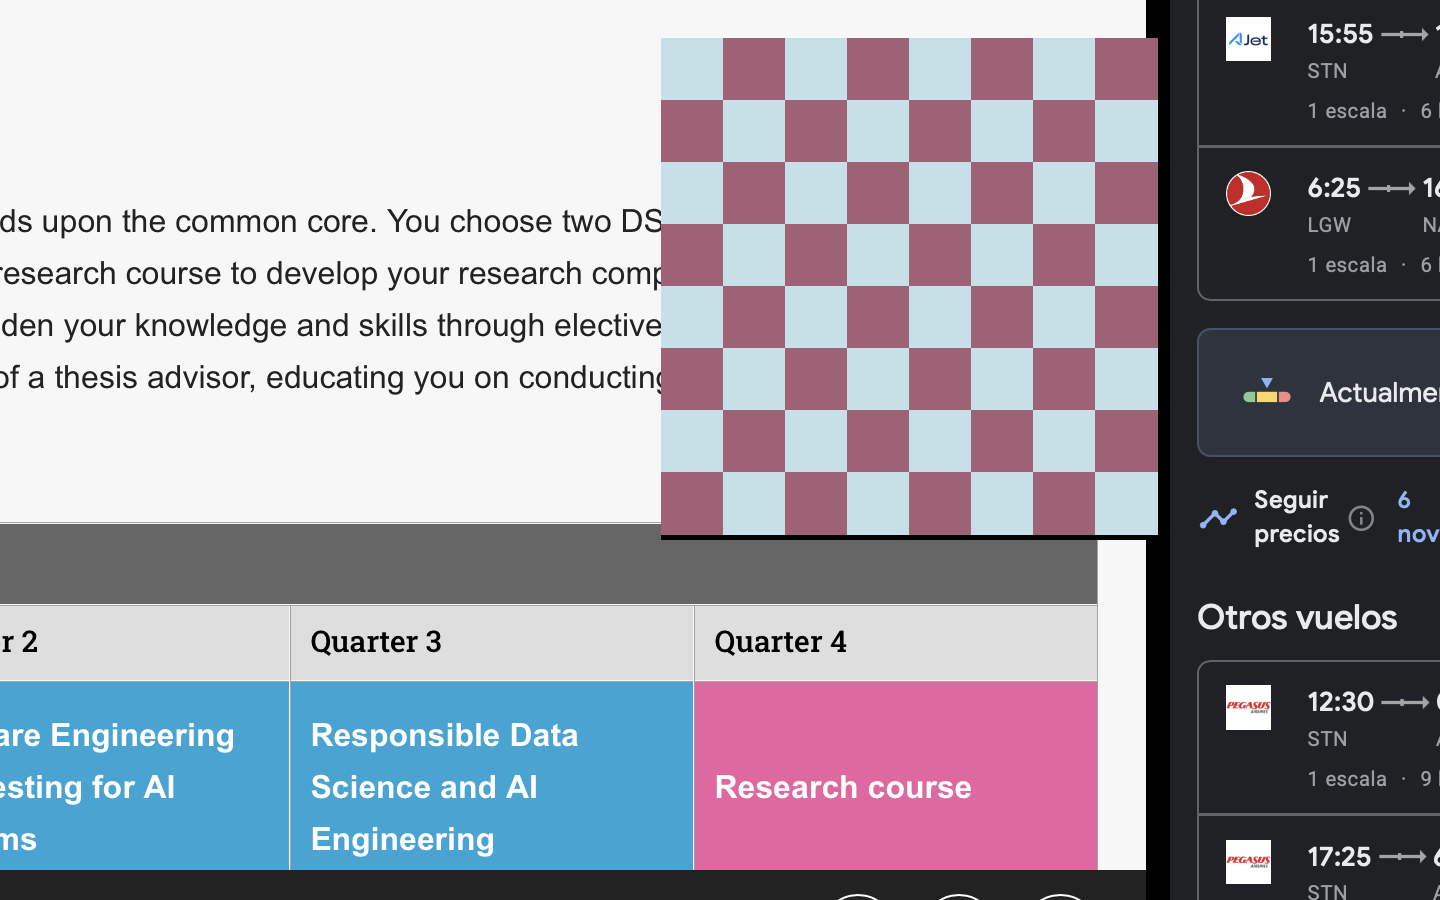 ds upon the common core. You choose two DS
research course to develop your research comp
den your knowledge and skills through elective
of a thesis advisor, educating you on conducting
r 2
Quarter 3
Quarter 4
are Engineering
esting for AI
ms
Responsible Data
Science and AI
Engineering
Research course
AJet
15:55
STN
1 escala · 6
6:25
16
LGW
NA
1 escala · 6
Actualmen
Seguir
precios
6
nov
Otros vuelos
PEGASUS
AIRLINES
12:30
STN
1 escala · 9
PEGASUS
AIRLINES
17:25
STN